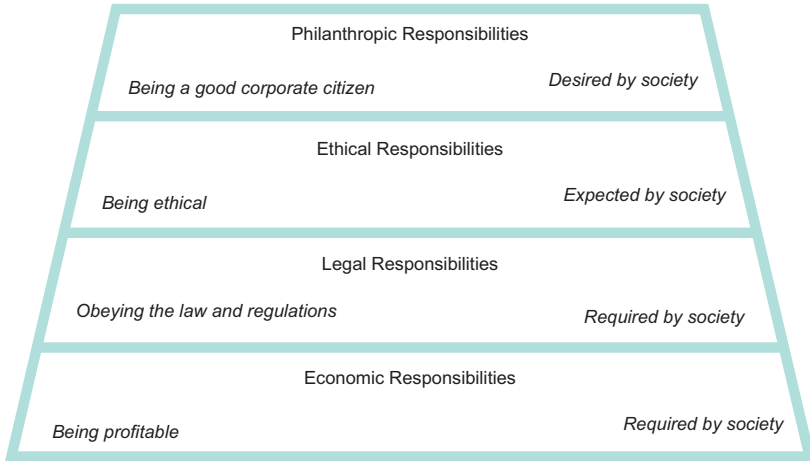 Philanthropic Responsibilities
Being a good corporate citizen
Desired by society
Ethical Responsibilities
Being ethical
Expected by society
Legal Responsibilities
Obeying the law and regulations
Required by society
Economic Responsibilities
Being profitable
Required by society